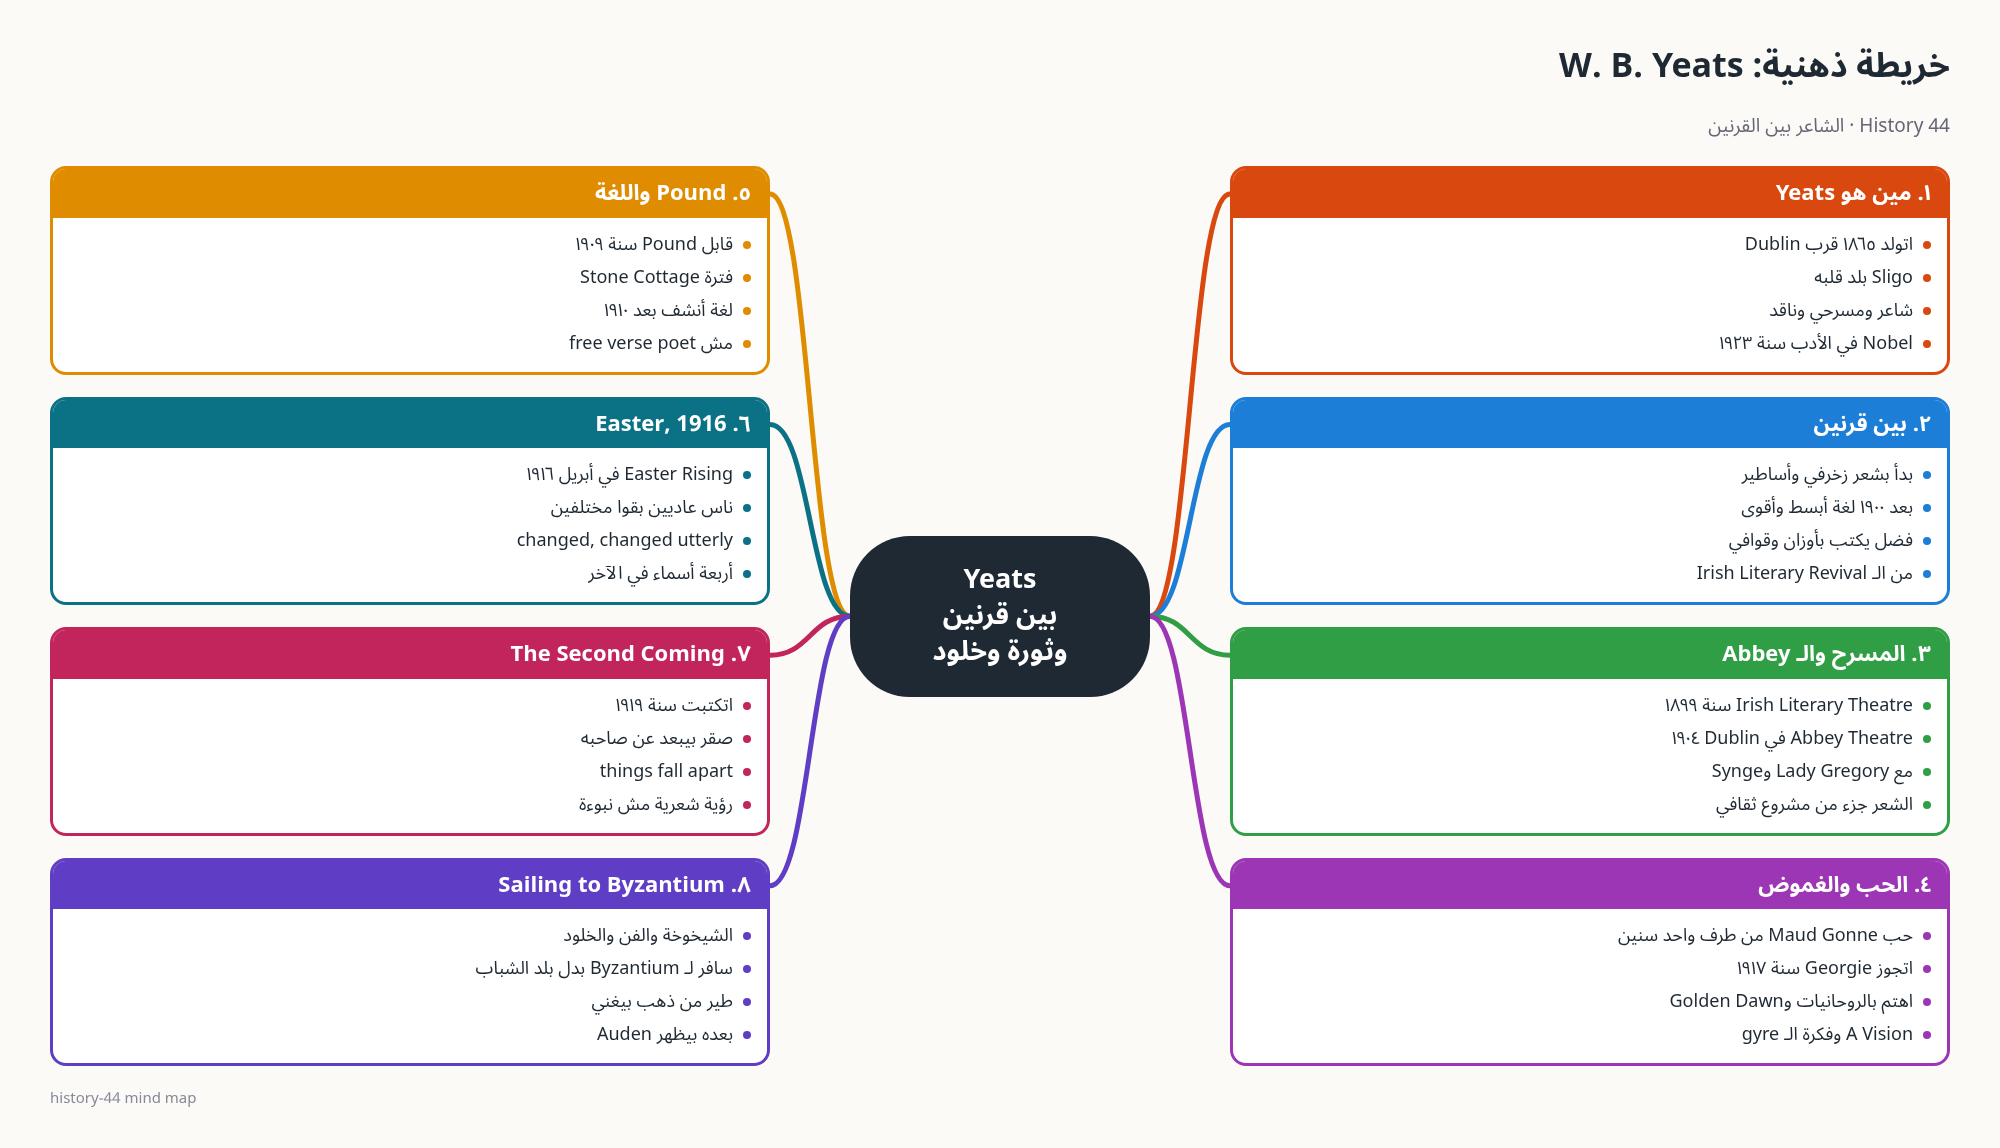 خريطة ذهنية: W. B. Yeats
History 44 · الشاعر بين القرنين
١. مين هو Yeats
اتولد ١٨٦٥ قرب Dublin
Sligo بلد قلبه
شاعر ومسرحي وناقد
Nobel في الأدب سنة ١٩٢٣
٢. بين قرنين
بدأ بشعر زخرفي وأساطير
بعد ١٩٠٠ لغة أبسط وأقوى
فضل يكتب بأوزان وقوافي
من الـ Irish Literary Revival
٣. المسرح والـ Abbey
Irish Literary Theatre سنة ١٨٩٩
Abbey Theatre في Dublin ١٩٠٤
مع Lady Gregory وSynge
الشعر جزء من مشروع ثقافي
٤. الحب والغموض
حب Maud Gonne من طرف واحد سنين
اتجوز Georgie سنة ١٩١٧
اهتم بالروحانيات وGolden Dawn
A Vision وفكرة الـ gyre
Yeats
بين قرنين
وثورة وخلود
٥. Pound واللغة
قابل Pound سنة ١٩٠٩
فترة Stone Cottage
لغة أنشف بعد ١٩١٠
مش free verse poet
٦. Easter, 1916
Easter Rising في أبريل ١٩١٦
ناس عاديين بقوا مختلفين
changed, changed utterly
أربعة أسماء في الآخر
٧. The Second Coming
اتكتبت سنة ١٩١٩
صقر بيبعد عن صاحبه
things fall apart
رؤية شعرية مش نبوءة
٨. Sailing to Byzantium
الشيخوخة والفن والخلود
سافر لـ Byzantium بدل بلد الشباب
طير من ذهب بيغني
بعده بيظهر Auden
history-44 mind map